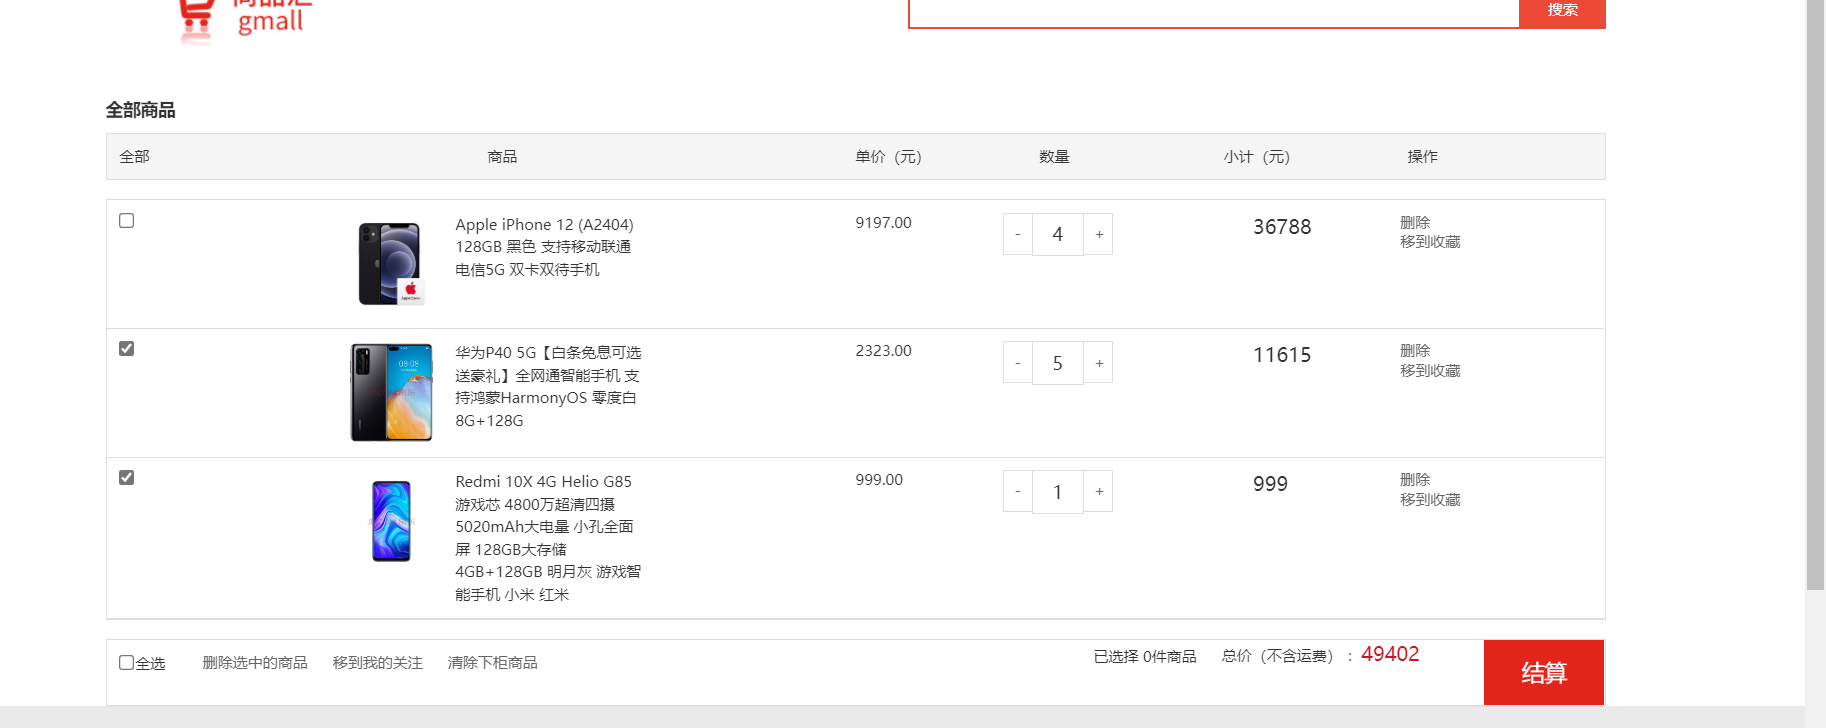 gmall
搜索
全部商品
全部 商品 单价（元） 数量 小计（元） 操作
Apple iPhone 12 (A2404)
128GB 黑色 支持移动联通
电信5G 双卡双待手机
9197.00
- 4 +
36788
删除
移到收藏
华为P40 5G【白条免息可选
送豪礼】全网通智能手机 支
持鸿蒙HarmonyOS 零度白
8G+128G
2323.00
- 5 +
11615
删除
移到收藏
Redmi 10X 4G Helio G85
游戏芯 4800万超清四摄
5020mAh大电量 小孔全面
屏 128GB大存储
4GB+128GB 明月灰 游戏智
能手机 小米 红米
999.00
- 1 +
999
删除
移到收藏
全选 删除选中的商品 移到我的关注 清除下柜商品 已选择 0件商品 总价（不含运费）：49402 结算